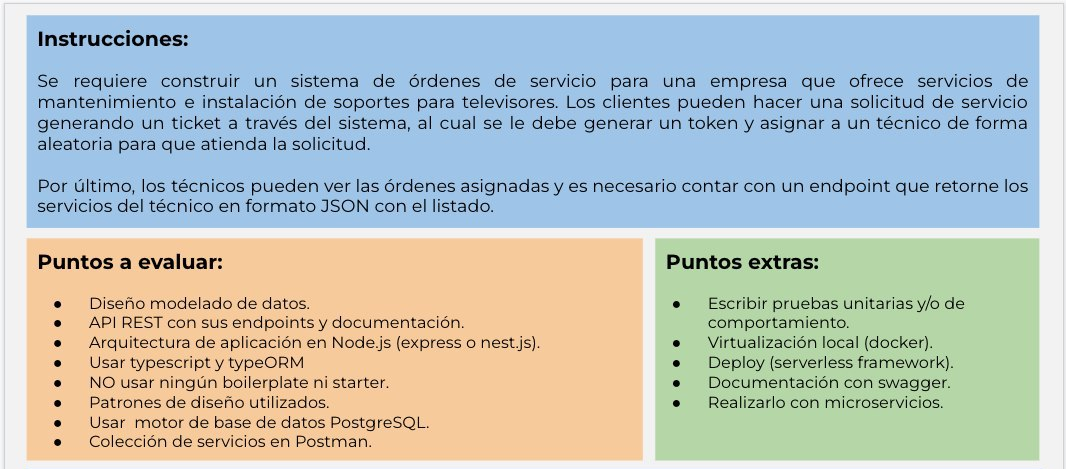 Instrucciones:
Se requiere construir un sistema de órdenes de servicio para una empresa que ofrece servicios de
mantenimiento e instalación de soportes para televisores. Los clientes pueden hacer una solicitud de servicio
generando un ticket a través del sistema, al cual se le debe generar un token y asignar a un técnico de forma
aleatoria para que atienda la solicitud.
Por último, los técnicos pueden ver las órdenes asignadas y es necesario contar con un endpoint que retorne los
servicios del técnico en formato JSON con el listado.
Puntos a evaluar:
● Diseño modelado de datos.
● API REST con sus endpoints y documentación.
● Arquitectura de aplicación en Node.js (express o nest.js).
● Usar typescript y typeORM
● NO usar ningún boilerplate ni starter.
● Patrones de diseño utilizados.
● Usar motor de base de datos PostgreSQL.
● Colección de servicios en Postman.
Puntos extras:
● Escribir pruebas unitarias y/o de
comportamiento.
● Virtualización local (docker).
● Deploy (serverless framework).
● Documentación con swagger.
● Realizarlo con microservicios.